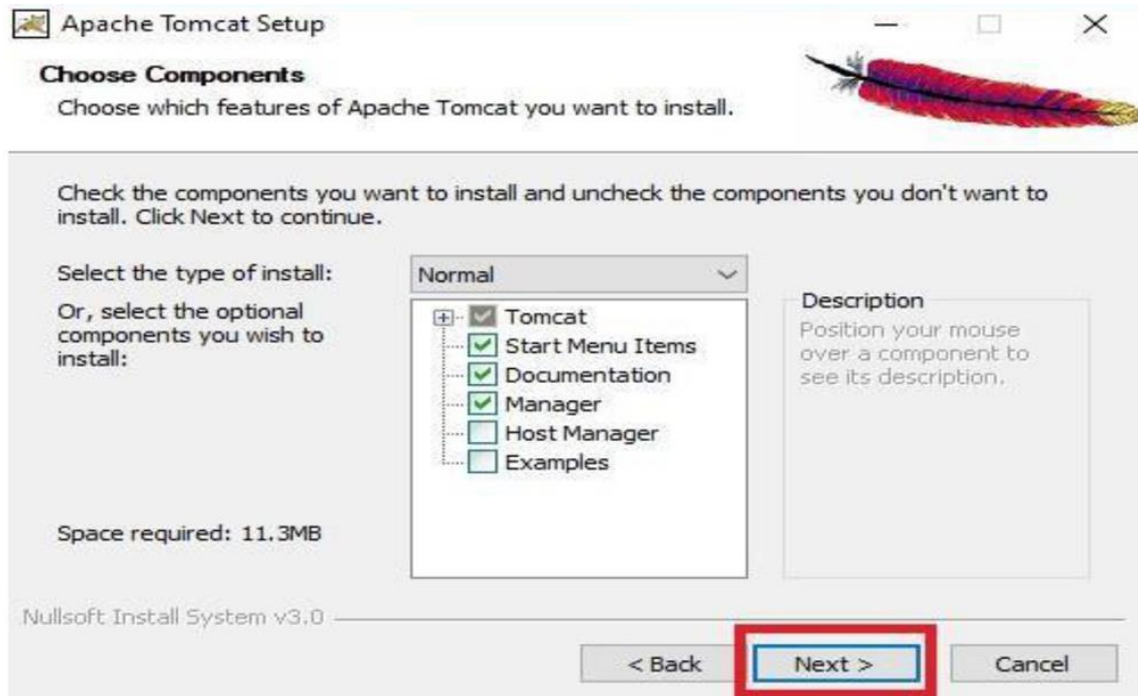 Apache Tomcat Setup
Choose Components
Choose which features of Apache Tomcat you want to install.
Check the components you want to install and uncheck the components you don't want to
install. Click Next to continue.
Select the type of install:
Normal
Or, select the optional
components you wish to
install:
Tomcat
Start Menu Items
Documentation
Manager
Host Manager
Examples
Description
Position your mouse
over a component to
see its description.
Space required: 11.3MB
Nullsoft Install System v3.0
< Back
Next >
Cancel